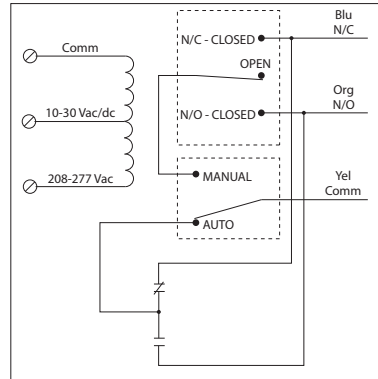 Comm
10-30 Vac/dc
208-277 Vac
N/C - CLOSED
OPEN
N/O - CLOSED
MANUAL
AUTO
Blu
N/C
Org
N/O
Yel
Comm